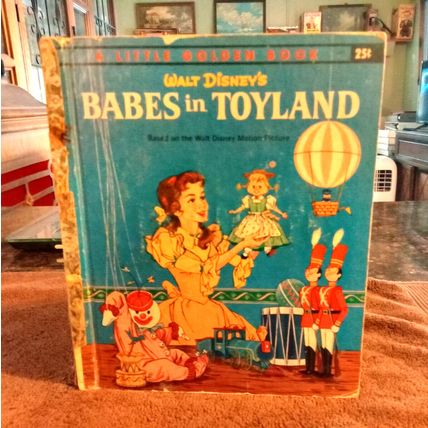 A LITTLE GOLDEN BOOK 25¢
WALT DISNEY'S
BABES in TOYLAND
Based on the Walt Disney Motion Picture